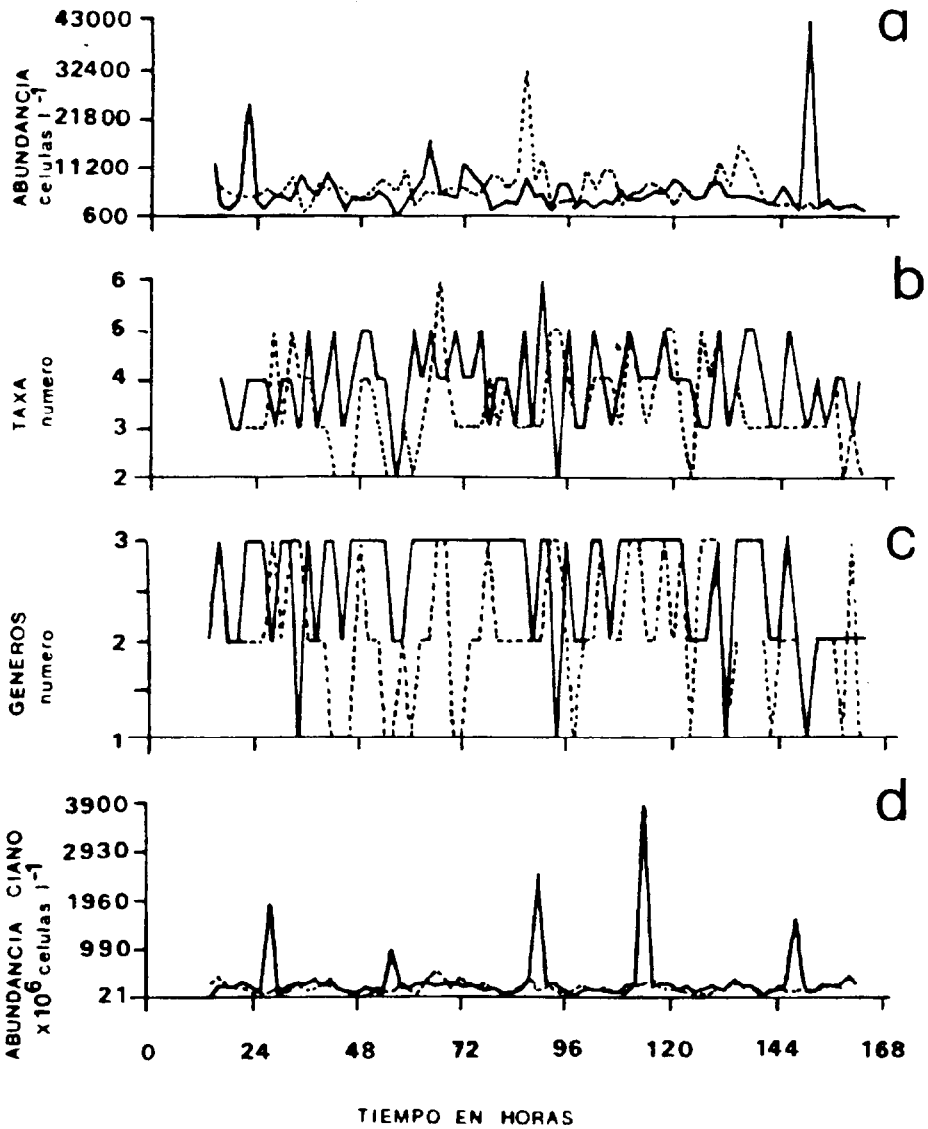 a
43000
32400
21800
11200
600
ABUNDANCIA
celulas l⁻¹
b
6
5
4
3
2
TAXA
numero
c
3
2
1
GENEROS
numero
d
3900
2930
1960
990
21
ABUNDANCIA CIANO
x10⁶ celulas l⁻¹
0 24 48 72 96 120 144 168
TIEMPO EN HORAS